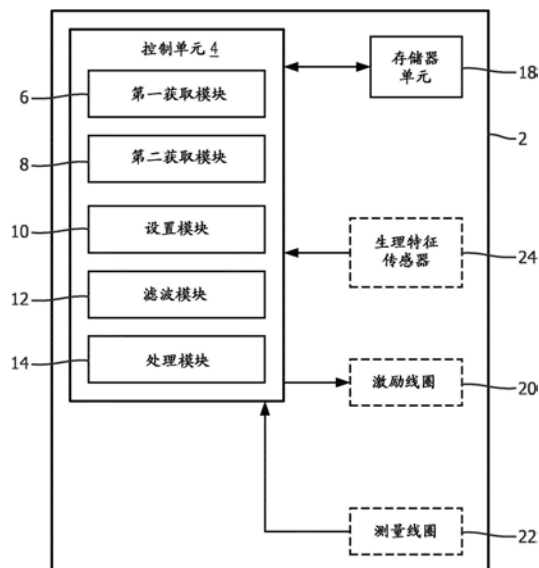 控制单元 4
存储器
单元
18
6
第一获取模块
2
8
第二获取模块
10
设置模块
生理特征
传感器
24
12
滤波模块
14
处理模块
激励线圈
20
测量线圈
22